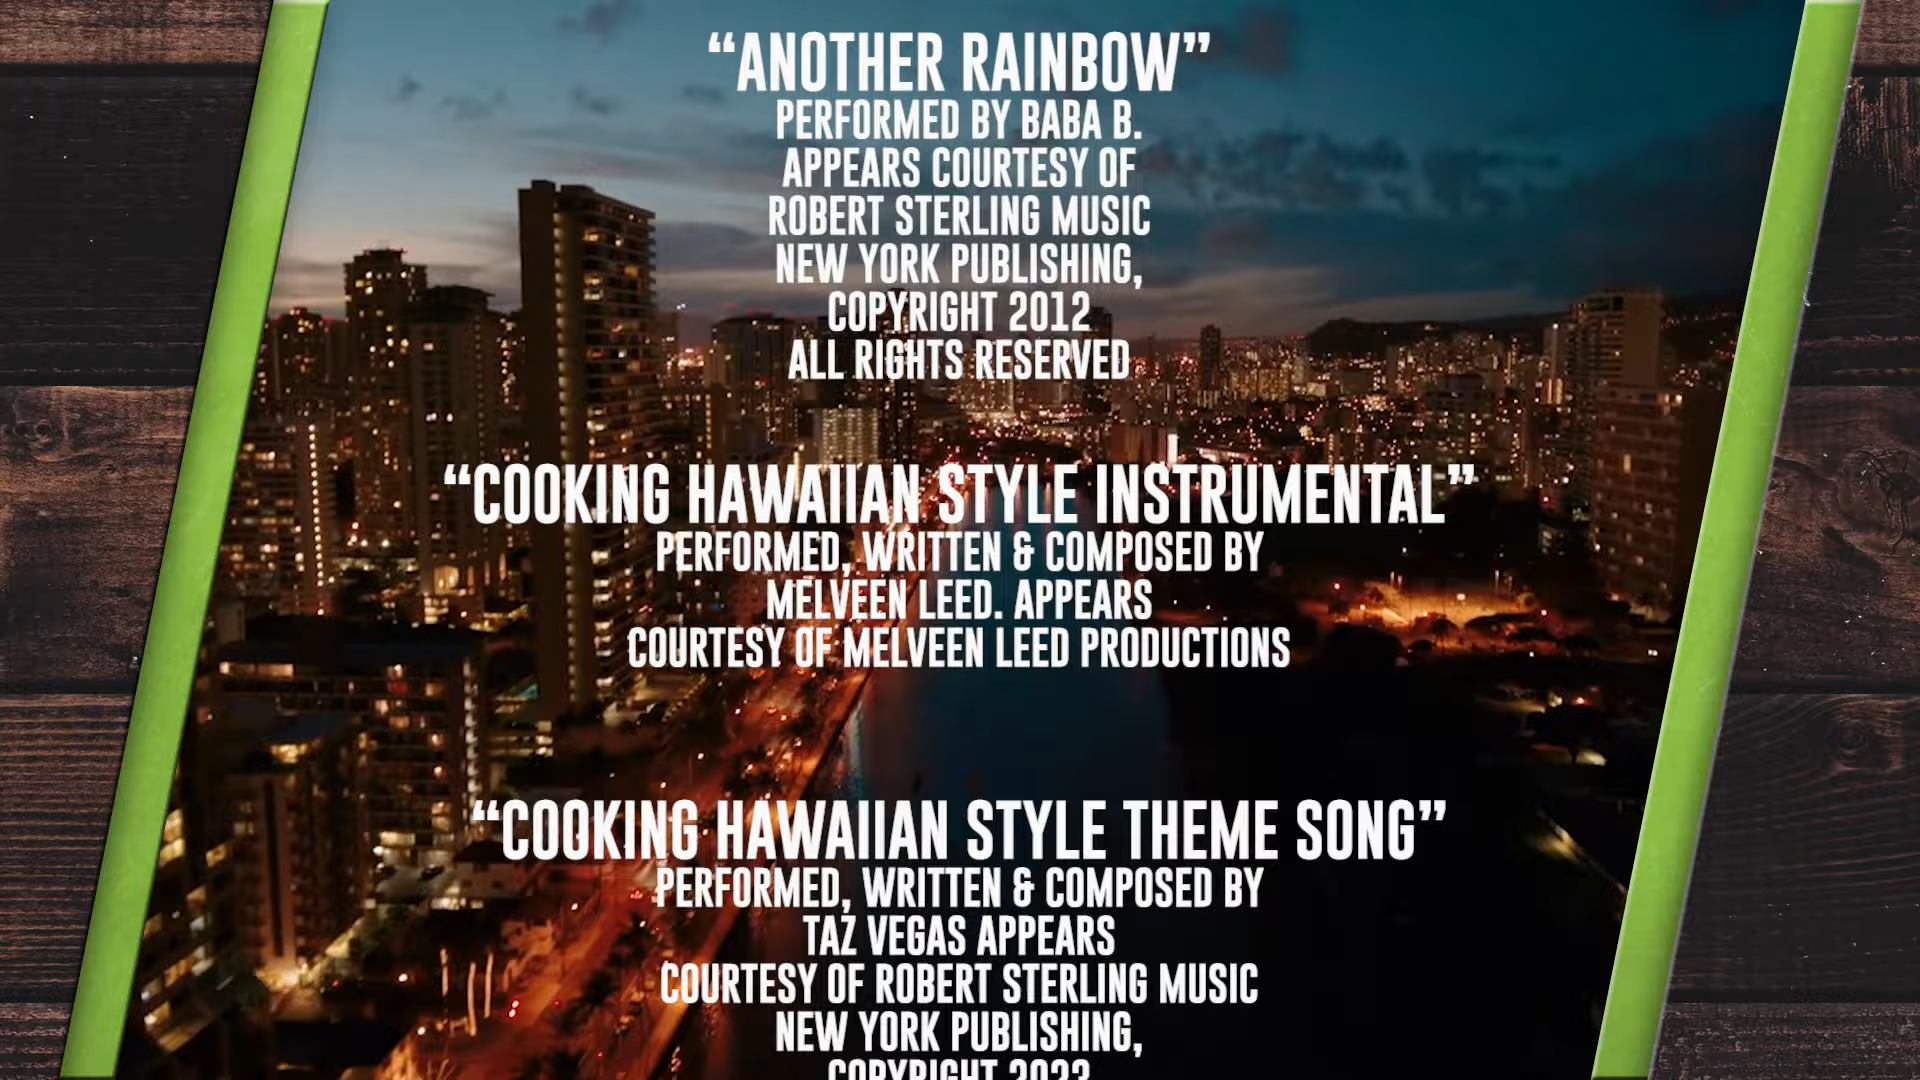 “ANOTHER RAINBOW”
PERFORMED BY BABA B.
APPEARS COURTESY OF
ROBERT STERLING MUSIC
NEW YORK PUBLISHING,
COPYRIGHT 2012
ALL RIGHTS RESERVED
“COOKING HAWAIIAN STYLE INSTRUMENTAL”
PERFORMED, WRITTEN & COMPOSED BY
MELVEEN LEED. APPEARS
COURTESY OF MELVEEN LEED PRODUCTIONS
“COOKING HAWAIIAN STYLE THEME SONG”
PERFORMED, WRITTEN & COMPOSED BY
TAZ VEGAS APPEARS
COURTESY OF ROBERT STERLING MUSIC
NEW YORK PUBLISHING,
COPYRIGHT 2023